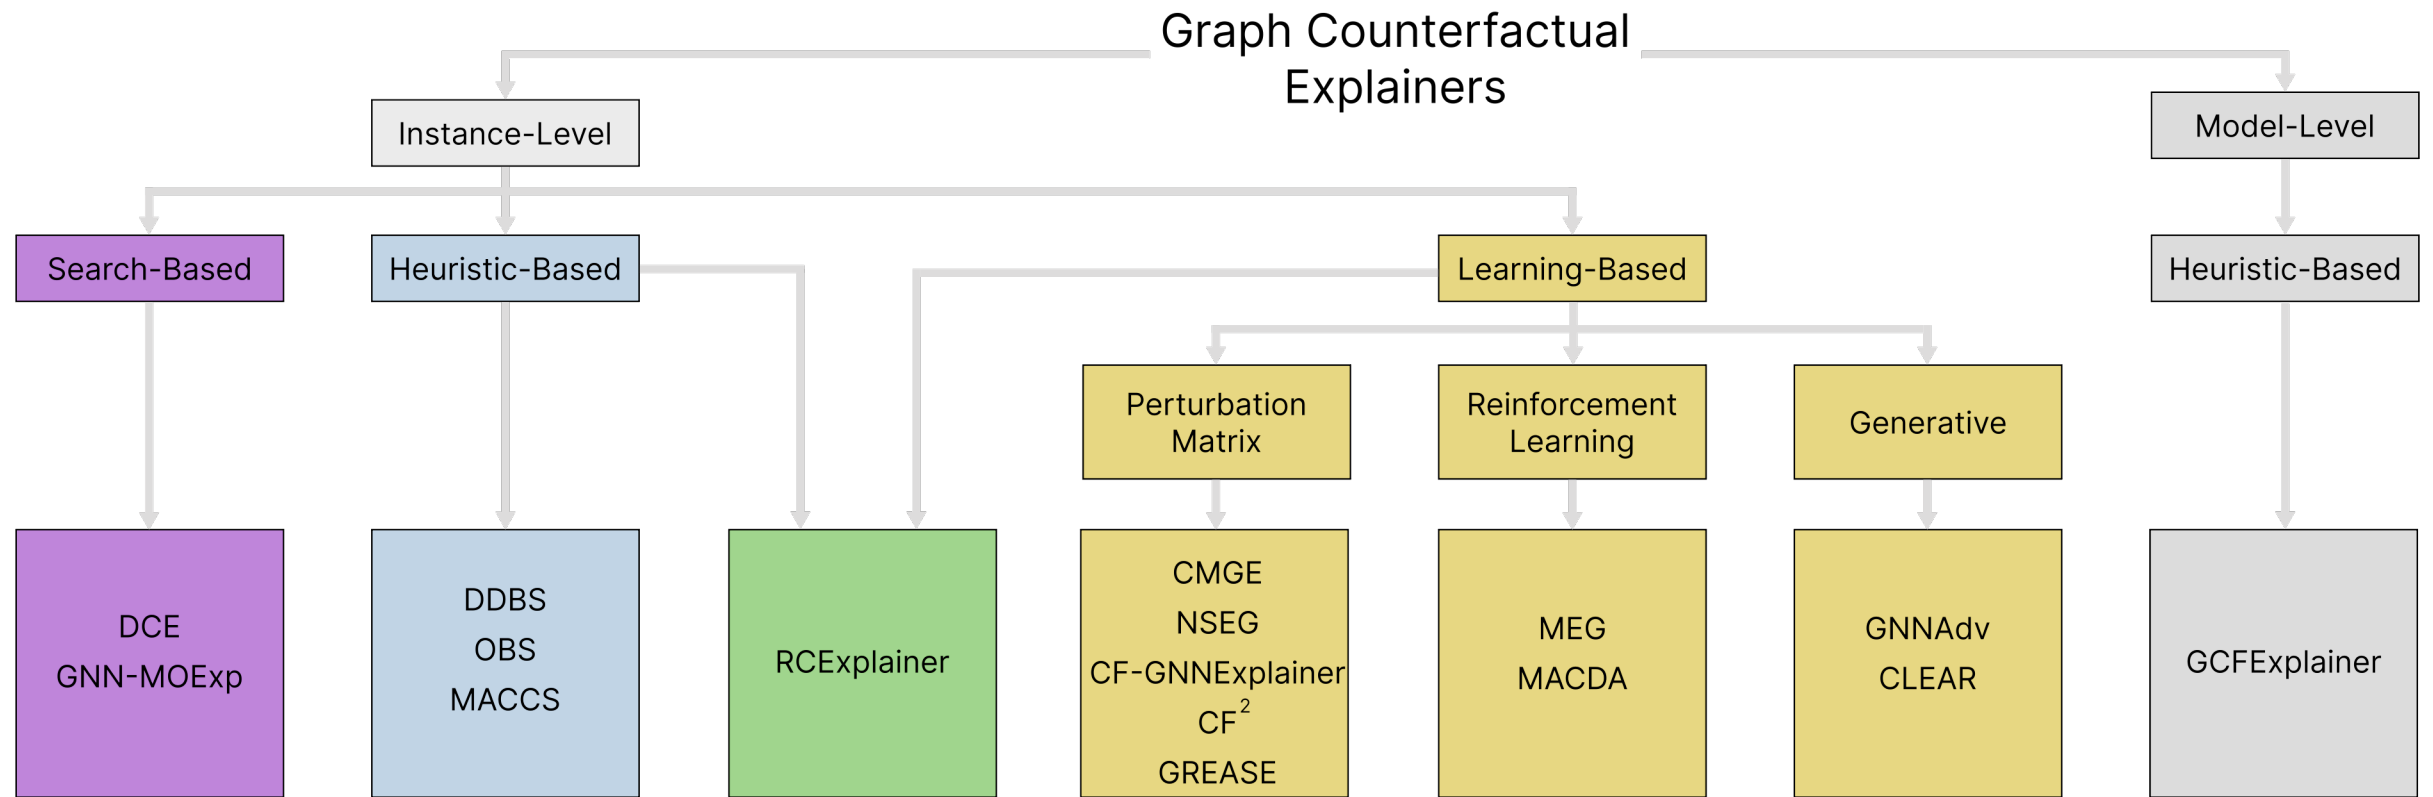 Graph Counterfactual
Explainers
Instance-Level
Model-Level
Search-Based
Heuristic-Based
Learning-Based
Heuristic-Based
Perturbation
Matrix
Reinforcement
Learning
Generative
DCE
GNN-MOExp
DDBS
OBS
MACCS
RCExplainer
CMGE
NSEG
CF-GNNExplainer
CF²
GREASE
MEG
MACDA
GNNAdv
CLEAR
GCFExplainer